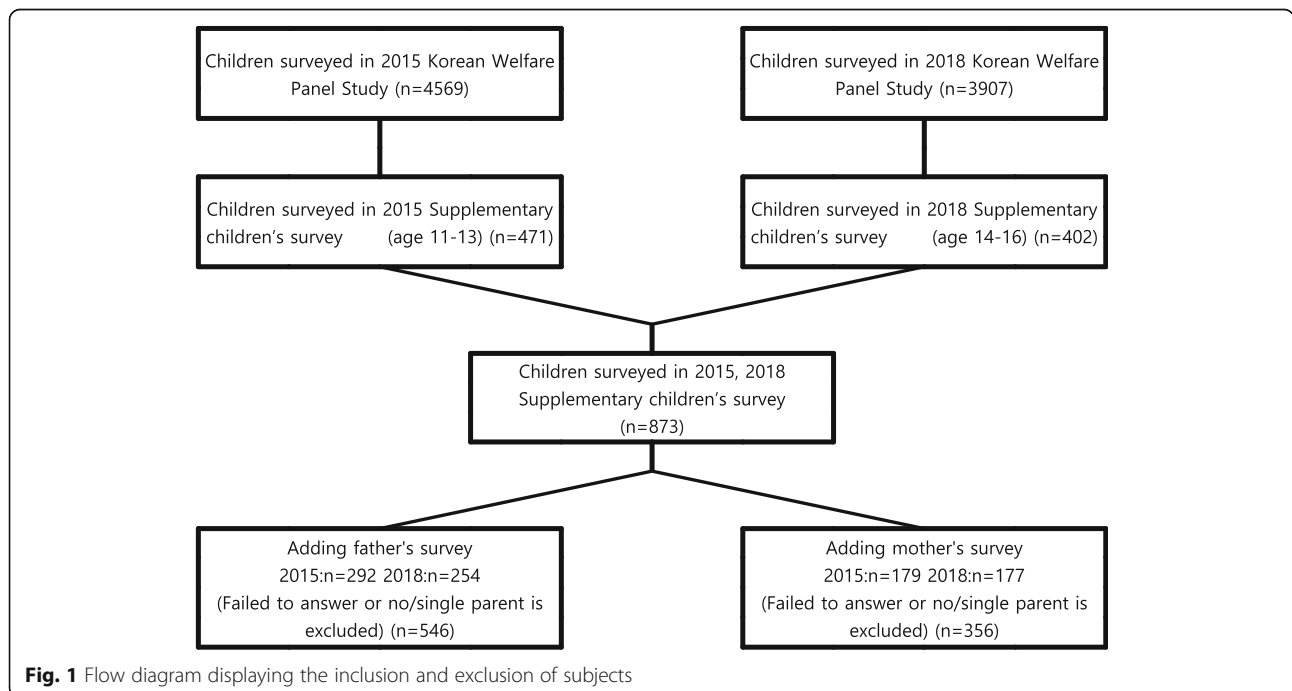 Children surveyed in 2015 Korean Welfare
Panel Study (n=4569)
Children surveyed in 2018 Korean Welfare
Panel Study (n=3907)
Children surveyed in 2015 Supplementary
children’s survey (age 11-13) (n=471)
Children surveyed in 2018 Supplementary
children’s survey (age 14-16) (n=402)
Children surveyed in 2015, 2018
Supplementary children’s survey
(n=873)
Adding father's survey
2015:n=292 2018:n=254
(Failed to answer or no/single parent is
excluded) (n=546)
Adding mother's survey
2015:n=179 2018:n=177
(Failed to answer or no/single parent is
excluded) (n=356)
Fig. 1 Flow diagram displaying the inclusion and exclusion of subjects